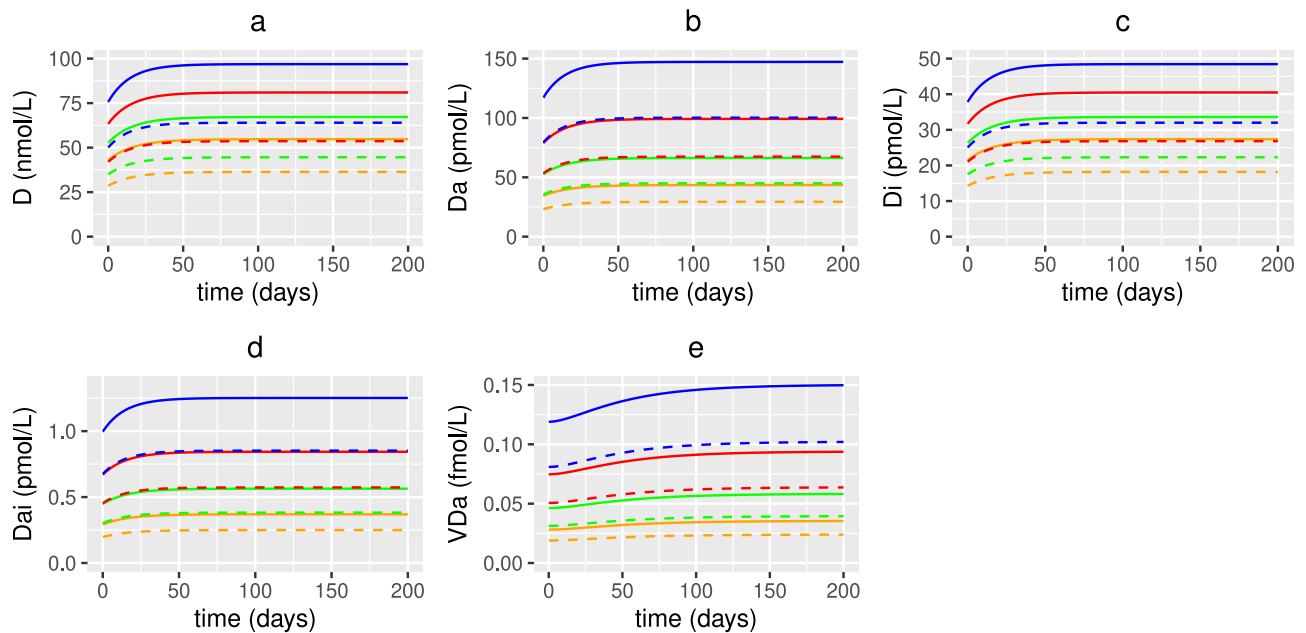 a
100
75
50
25
0
D (nmol/L)
0 50 100 150 200
time (days)
b
150
100
50
0
Da (pmol/L)
0 50 100 150 200
time (days)
c
50
40
30
20
10
0
Di (pmol/L)
0 50 100 150 200
time (days)
d
1.0
0.5
0.0
Dai (pmol/L)
0 50 100 150 200
time (days)
e
0.15
0.10
0.05
0.00
VDa (fmol/L)
0 50 100 150 200
time (days)